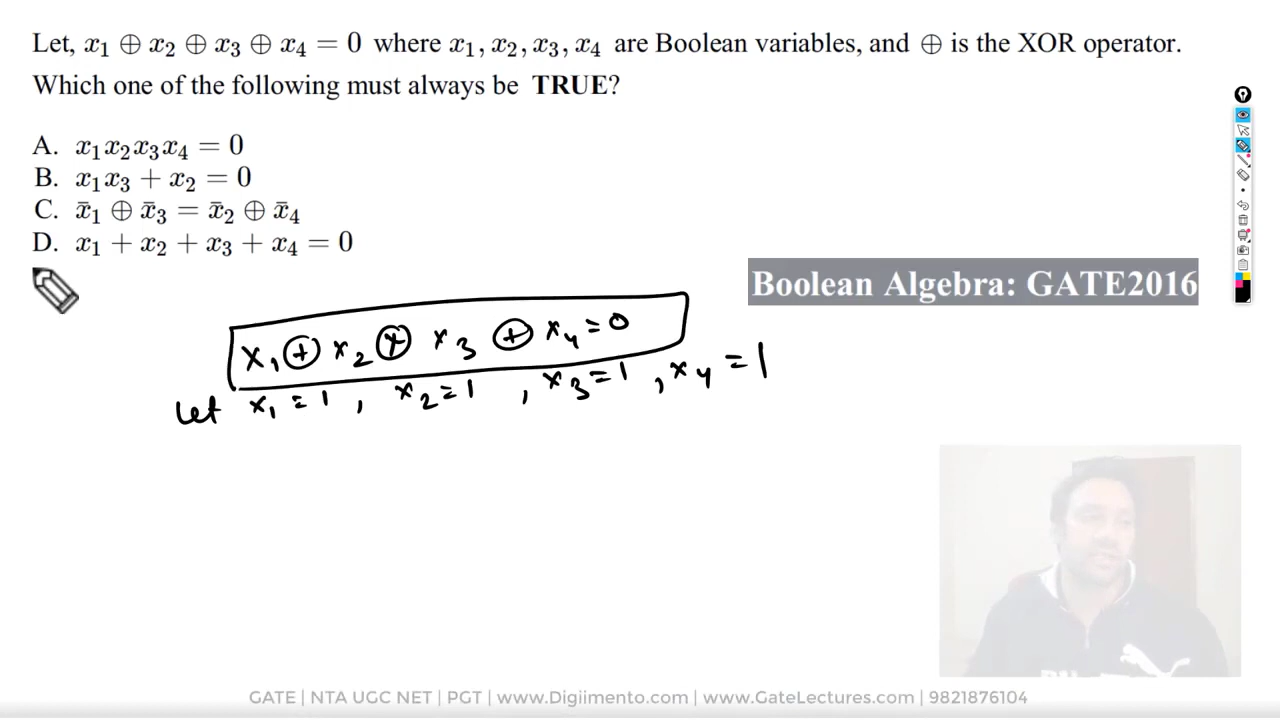 Let, x₁ ⊕ x₂ ⊕ x₃ ⊕ x₄ = 0 where x₁, x₂, x₃, x₄ are Boolean variables, and ⊕ is the XOR operator.
Which one of the following must always be TRUE?
A. x₁x₂x₃x₄ = 0
B. x₁x₃ + x₂ = 0
C. x̄₁ ⊕ x̄₃ = x̄₂ ⊕ x̄₄
D. x₁ + x₂ + x₃ + x₄ = 0
Boolean Algebra: GATE2016
x₁ ⊕ x₂ ⊕ x₃ ⊕ x₄ = 0
Let x₁ = 1, x₂ = 1, x₃ = 1, x₄ = 1
GATE | NTA UGC NET | PGT | www.Digiimento.com | www.GateLectures.com | 9821876104